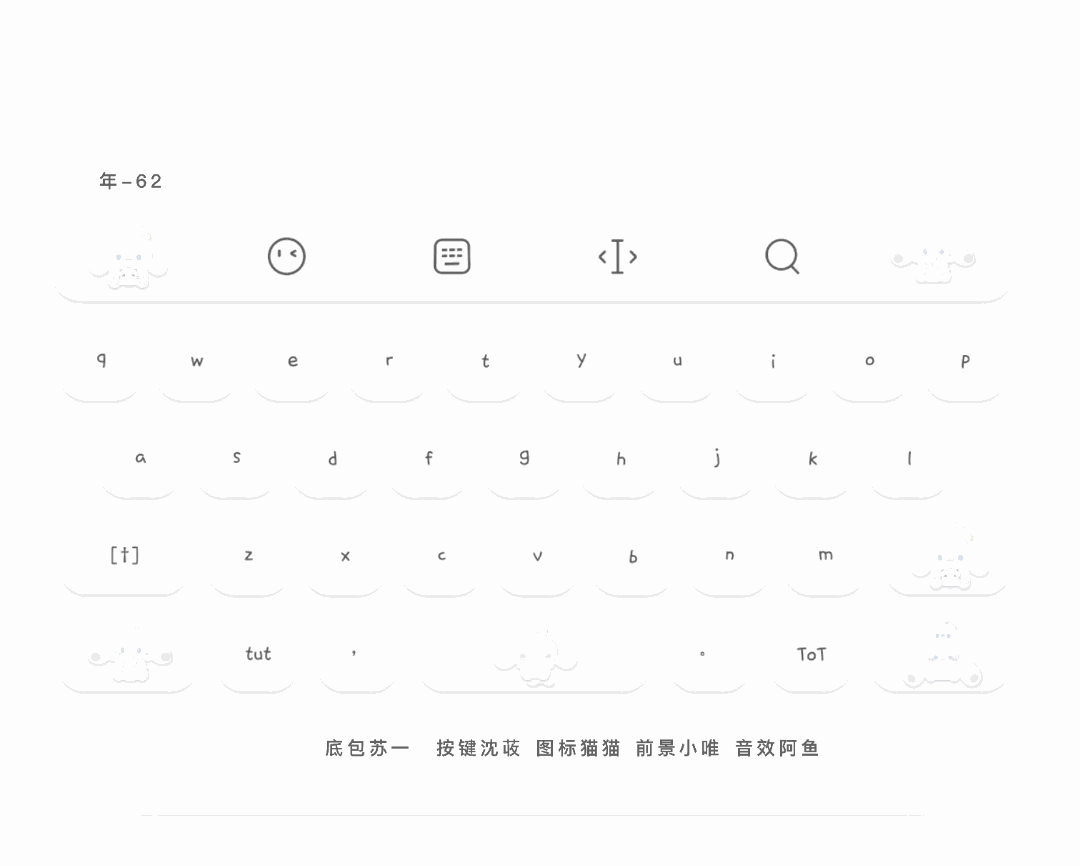 年-62
q w e r t y u i o p
a s d f g h j k l
[†] z x c v b n m
tut , 。 ToT
底包苏一 按键沈莜 图标猫猫 前景小唯 音效阿鱼